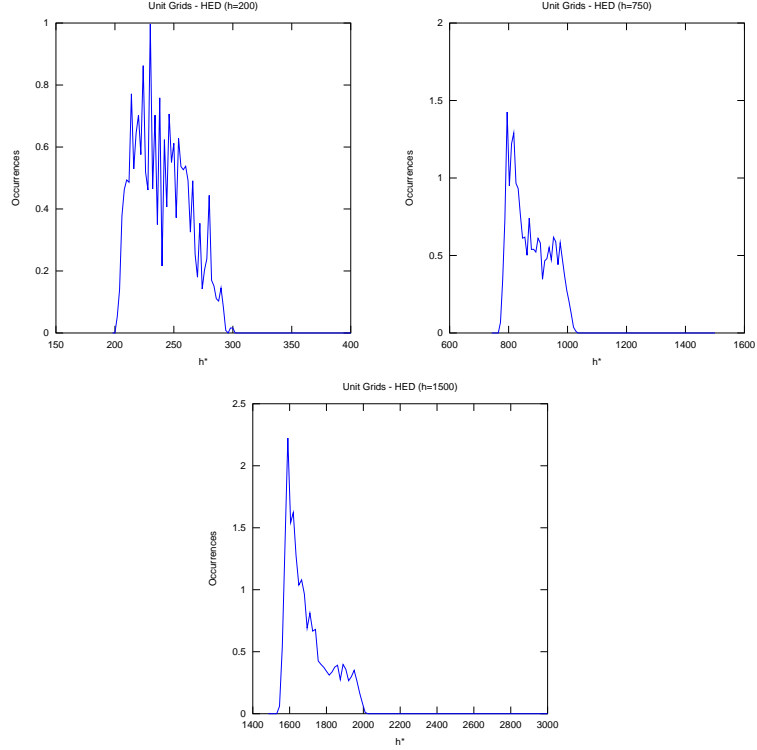 Unit Grids - HED (h=200)
1
0.8
0.6
0.4
0.2
0
Occurrences
150 200 250 300 350 400
h*
Unit Grids - HED (h=750)
2
1.5
1
0.5
0
Occurrences
600 800 1000 1200 1400 1600
h*
Unit Grids - HED (h=1500)
2.5
2
1.5
1
0.5
0
Occurrences
1400 1600 1800 2000 2200 2400 2600 2800 3000
h*